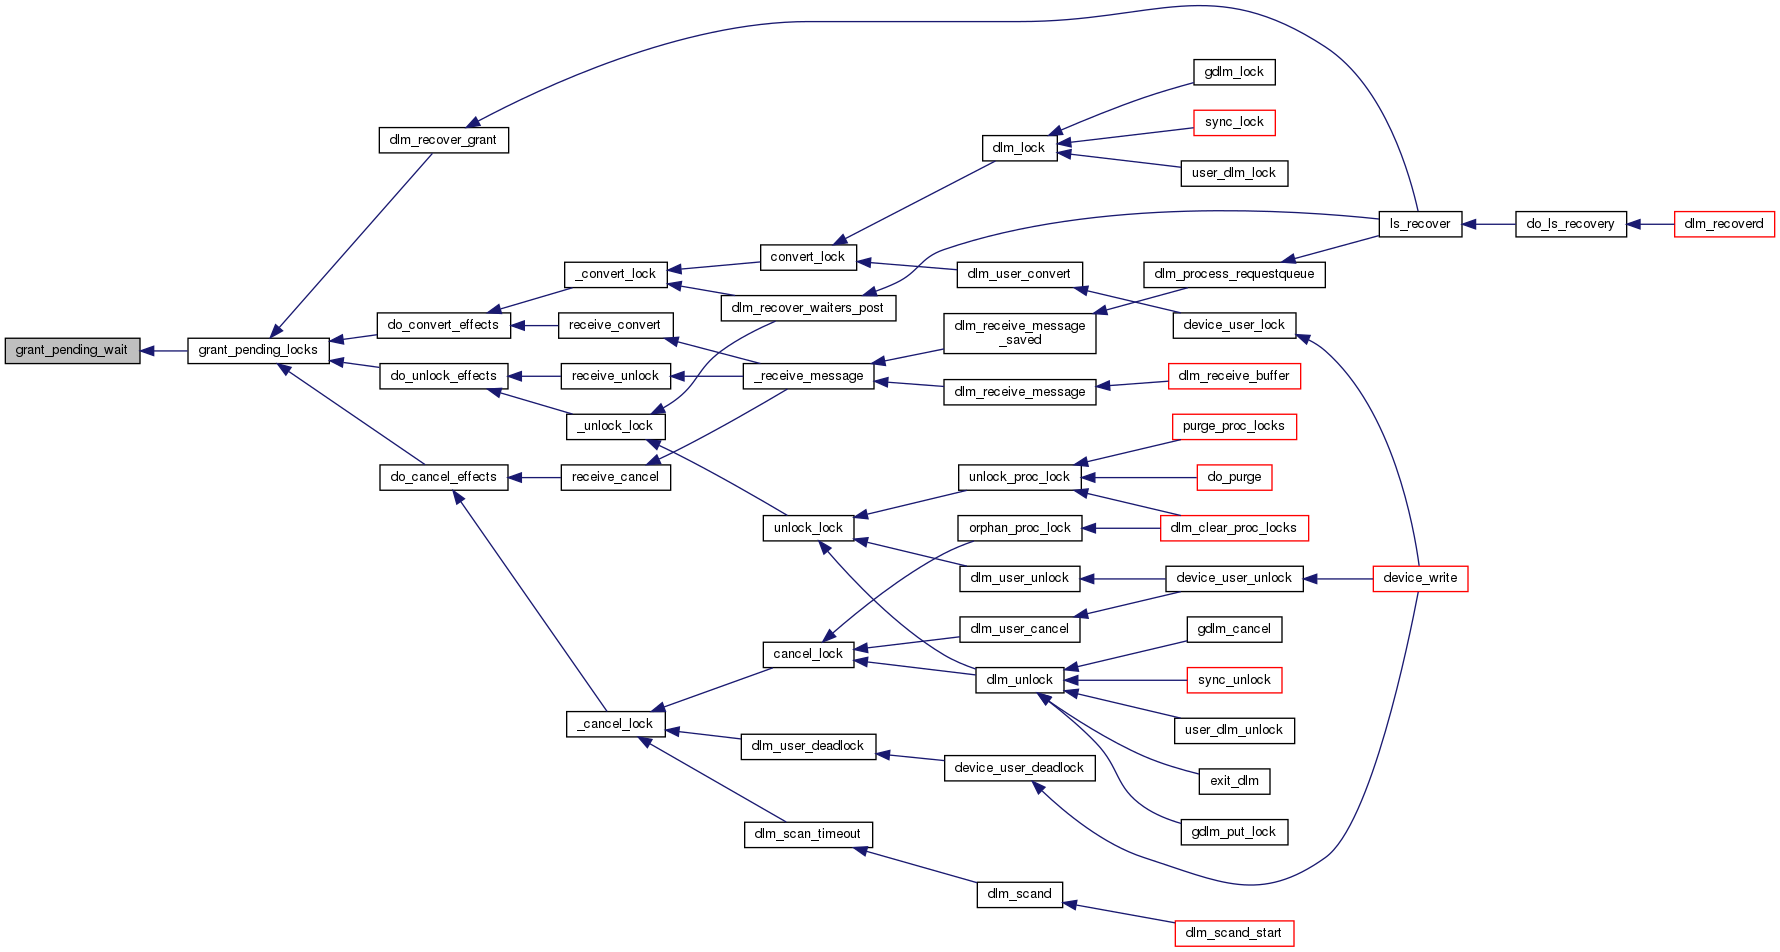 grant_pending_wait
grant_pending_locks
dlm_recover_grant
do_convert_effects
do_unlock_effects
do_cancel_effects
_convert_lock
receive_convert
receive_unlock
_unlock_lock
receive_cancel
_cancel_lock
convert_lock
dlm_recover_waiters_post
_receive_message
unlock_lock
cancel_lock
dlm_user_deadlock
dlm_scan_timeout
dlm_lock
dlm_user_convert
dlm_receive_message
_saved
dlm_receive_message
unlock_proc_lock
orphan_proc_lock
dlm_user_unlock
dlm_user_cancel
dlm_unlock
device_user_deadlock
dlm_scand
gdlm_lock
sync_lock
user_dlm_lock
dlm_process_requestqueue
device_user_lock
dlm_receive_buffer
purge_proc_locks
do_purge
dlm_clear_proc_locks
device_user_unlock
gdlm_cancel
sync_unlock
user_dlm_unlock
exit_dlm
gdlm_put_lock
dlm_scand_start
ls_recover
device_write
do_ls_recovery
dlm_recoverd